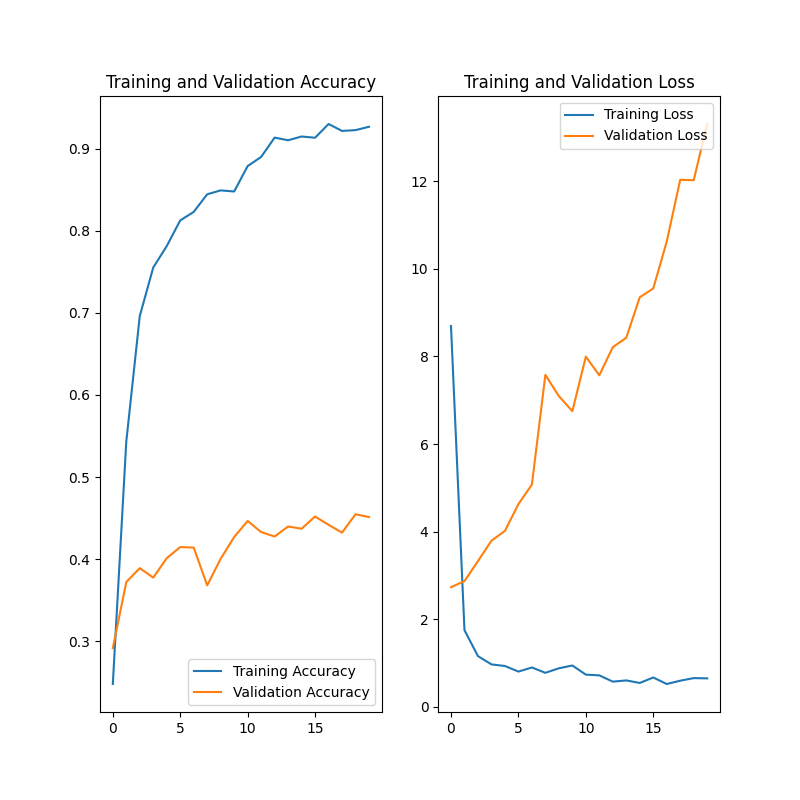 Training and Validation Accuracy
0.9
0.8
0.7
0.6
0.5
0.4
0.3
0 5 10 15
Training Accuracy
Validation Accuracy
Training and Validation Loss
12
10
8
6
4
2
0
0 5 10 15
Training Loss
Validation Loss